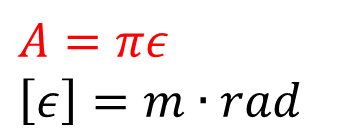 A = πϵ
[ϵ] = m · rad